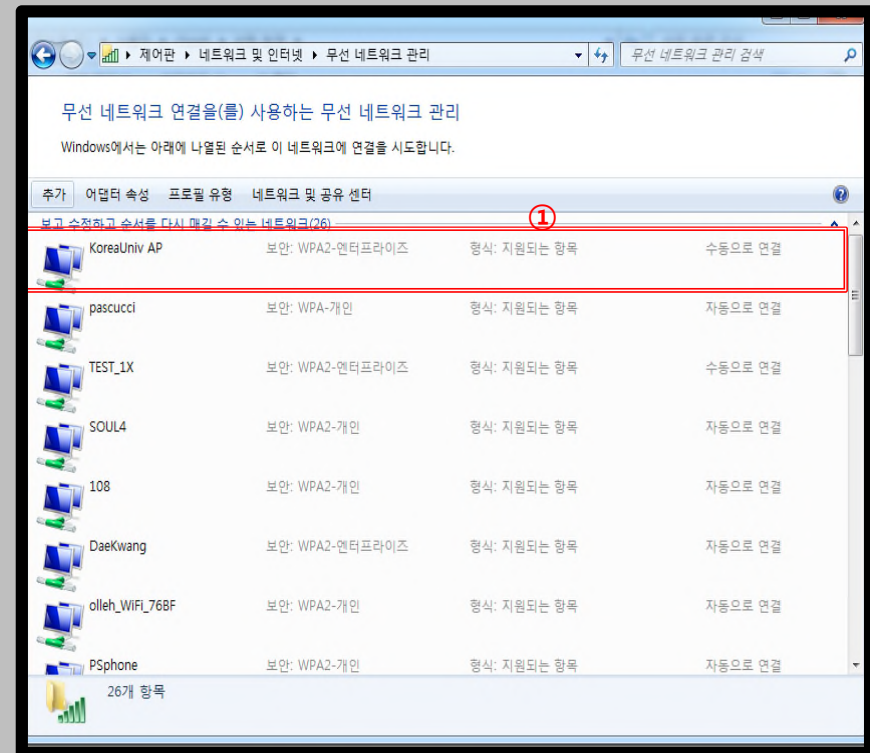 제어판 ▸ 네트워크 및 인터넷 ▸ 무선 네트워크 관리 무선 네트워크 관리 검색
무선 네트워크 연결을(를) 사용하는 무선 네트워크 관리
Windows에서는 아래에 나열된 순서로 이 네트워크에 연결을 시도합니다.
추가 어댑터 속성 프로필 유형 네트워크 및 공유 센터
①
보고 수정하고 순서를 다시 매길 수 있는 네트워크(26)
KoreaUniv AP 보안: WPA2-엔터프라이즈 형식: 지원되는 항목 수동으로 연결
pascucci 보안: WPA-개인 형식: 지원되는 항목 자동으로 연결
TEST_1X 보안: WPA2-엔터프라이즈 형식: 지원되는 항목 수동으로 연결
SOUL4 보안: WPA2-개인 형식: 지원되는 항목 자동으로 연결
108 보안: WPA2-개인 형식: 지원되는 항목 자동으로 연결
DaeKwang 보안: WPA2-엔터프라이즈 형식: 지원되는 항목 자동으로 연결
olleh_WiFi_76BF 보안: WPA2-개인 형식: 지원되는 항목 자동으로 연결
PSphone 보안: WPA2-개인 형식: 지원되는 항목 자동으로 연결
26개 항목